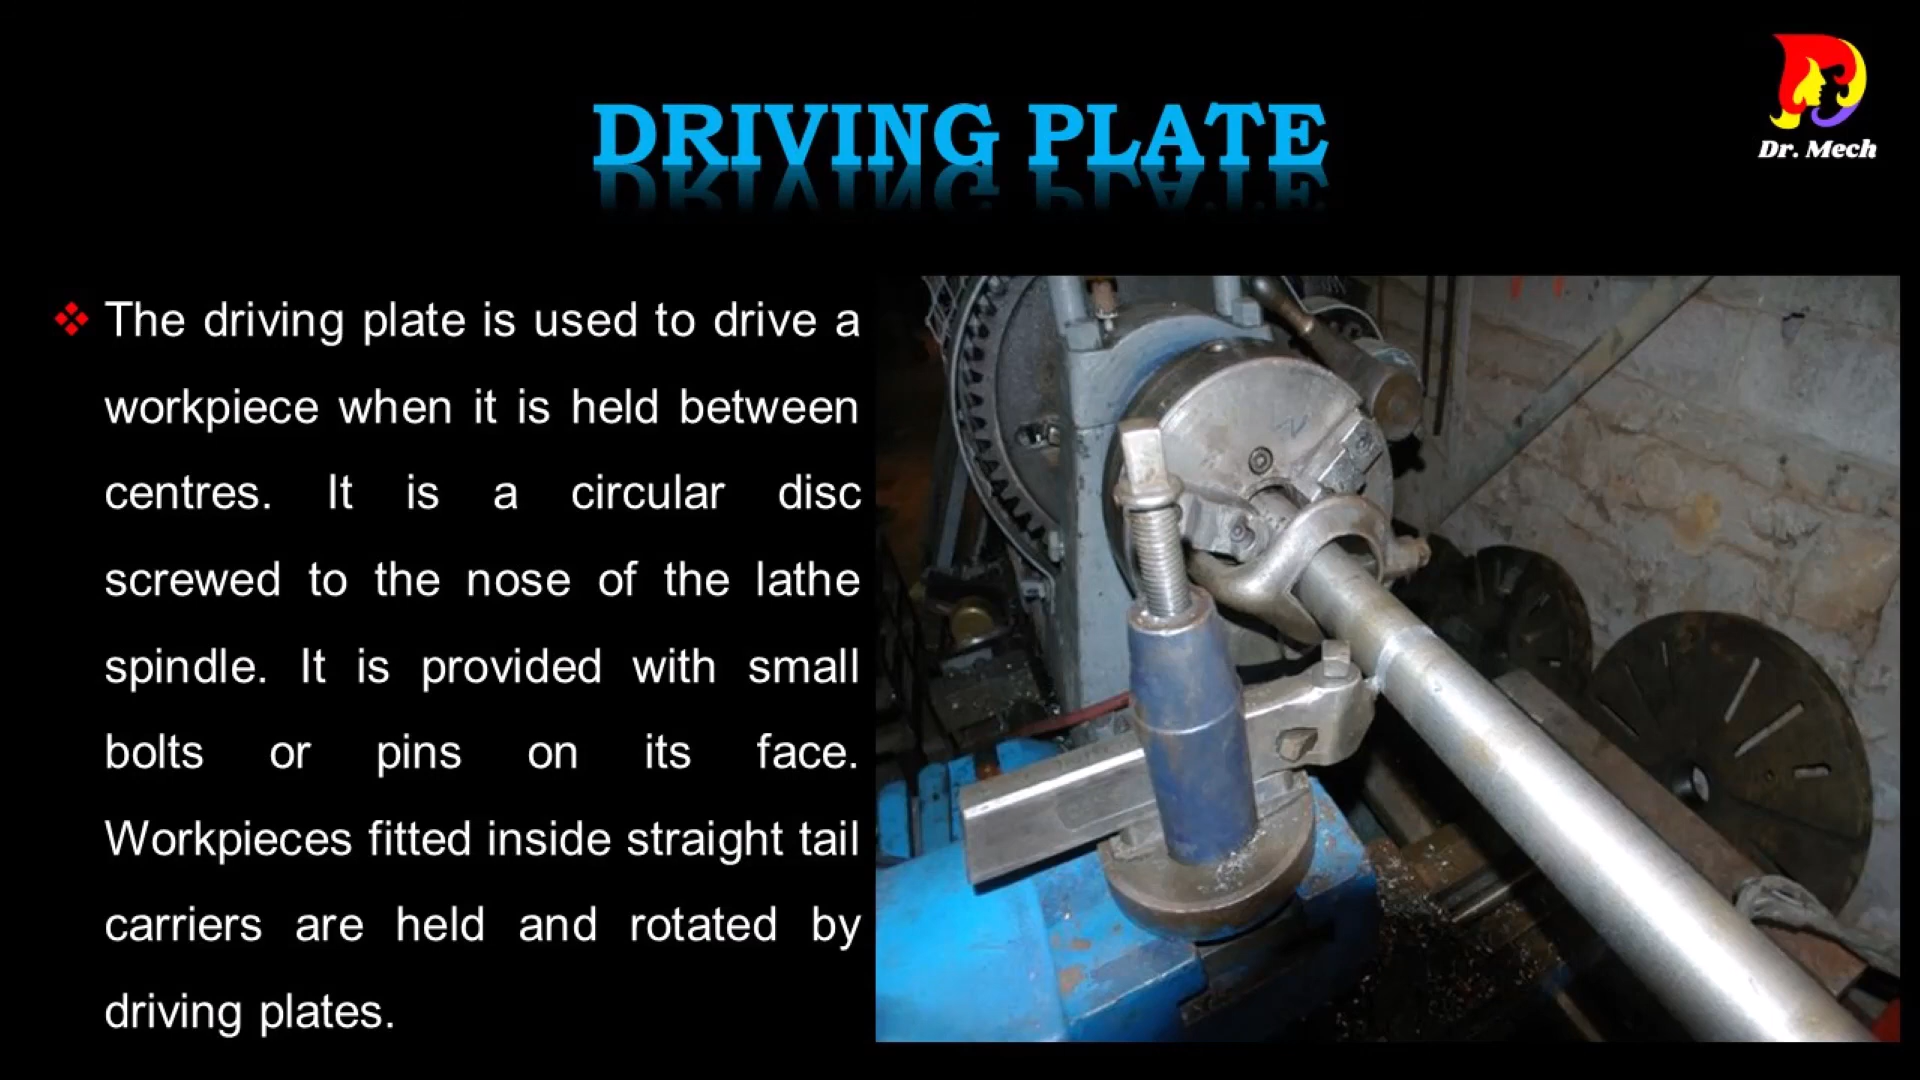 DRIVING PLATE
Dr. Mech
The driving plate is used to drive a
workpiece when it is held between
centres. It is a circular disc
screwed to the nose of the lathe
spindle. It is provided with small
bolts or pins on its face.
Workpieces fitted inside straight tail
carriers are held and rotated by
driving plates.